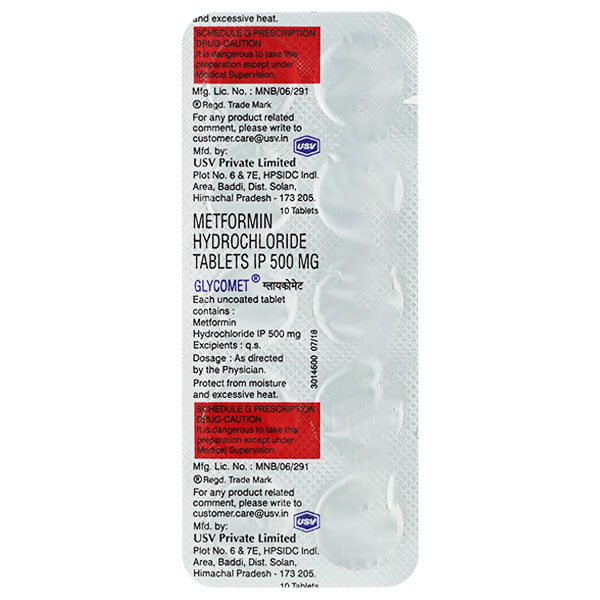 and excessive heat.
SCHEDULE G PRESCRIPTION
DRUG-CAUTION
It is dangerous to take this
preparation except under
Medical Supervision.
Mfg. Lic. No. : MNB/06/291
®Regd. Trade Mark
For any product related
comment, please write to
customer.care@usv.in
USV
Mfd. by:
USV Private Limited
Plot No. 6 & 7E, HPSIDC Indl.
Area, Baddi, Dist. Solan,
Himachal Pradesh - 173 205.
10 Tablets
METFORMIN
HYDROCHLORIDE
TABLETS IP 500 MG
GLYCOMET® ग्लायकोमेट
Each uncoated tablet
contains :
Metformin
Hydrochloride IP 500 mg
Excipients : q.s.
Dosage : As directed
by the Physician.
Protect from moisture
and excessive heat.
3014600 07/18
SCHEDULE G PRESCRIPTION
DRUG-CAUTION
It is dangerous to take this
preparation except under
Medical Supervision.
Mfg. Lic. No. : MNB/06/291
®Regd. Trade Mark
For any product related
comment, please write to
customer.care@usv.in
USV
Mfd. by:
USV Private Limited
Plot No. 6 & 7E, HPSIDC Indl.
Area, Baddi, Dist. Solan,
Himachal Pradesh - 173 205.
10 Tablets